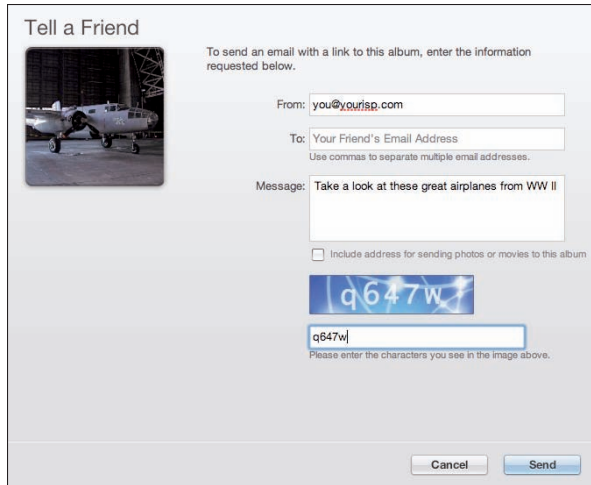 Tell a Friend
To send an email with a link to this album, enter the information
requested below.
From: you@yourisp.com
To: Your Friend's Email Address
Use commas to separate multiple email addresses.
Message: Take a look at these great airplanes from WW II
Include address for sending photos or movies to this album
q647w
q647w
Please enter the characters you see in the image above.
Cancel Send